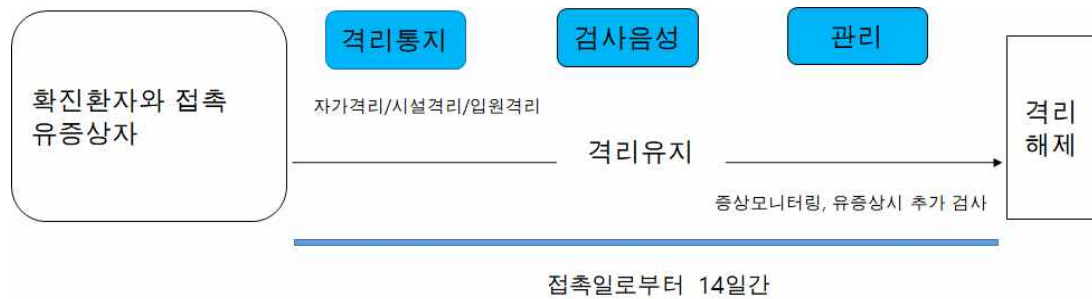 확진환자와 접촉
유증상자
격리통지
검사음성
관리
자가격리/시설격리/입원격리
격리유지
증상모니터링, 유증상시 추가 검사
격리
해제
접촉일로부터 14일간